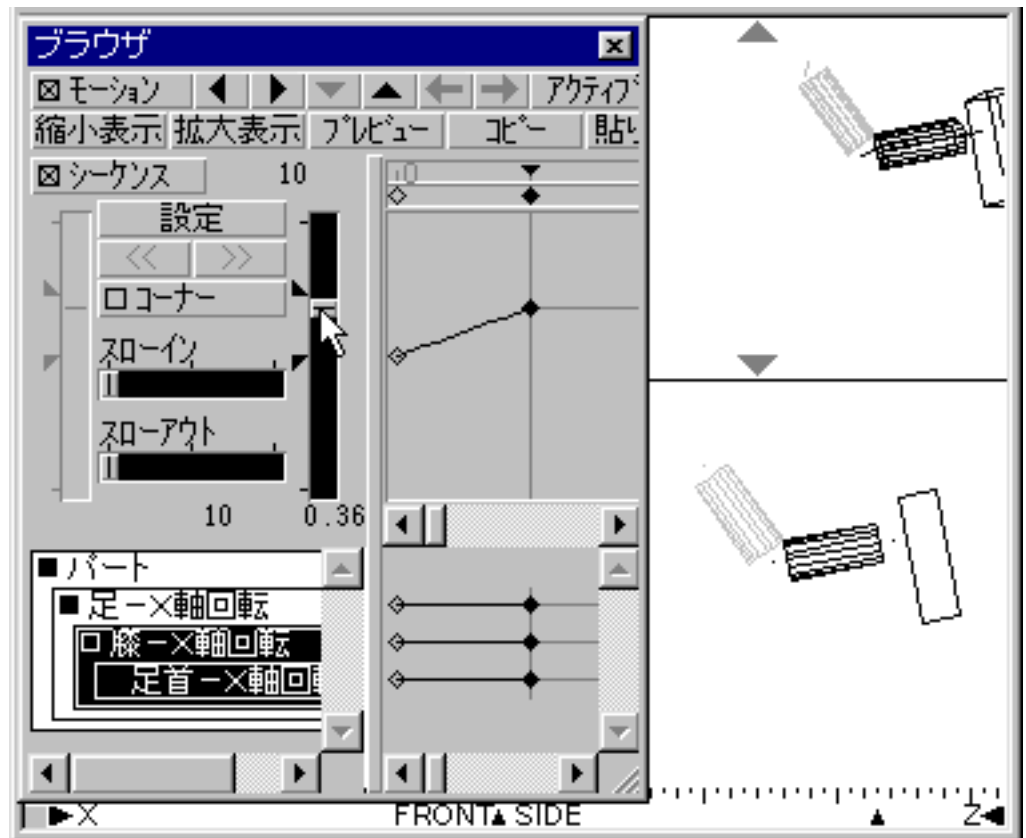 ブラウザ
モーション アクティブ
縮小表示 拡大表示 プレビュー コピー 貼り
シーケンス 10 10
設定
<< >>
コーナー
スローイン
スローアウト
10 0.36
パート
足－X軸回転
膝－X軸回転
足首－X軸回
X FRONT SIDE Z